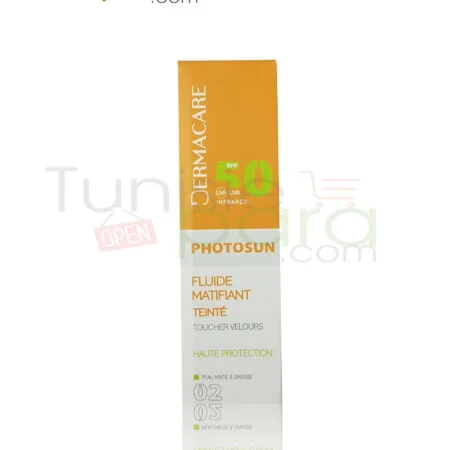 .com
DERMACARE
SPF
50
UVA UVB
INFRARED
PHOTOSUN
FLUIDE
MATIFIANT
TEINTÉ
TOUCHER VELOURS
HAUTE PROTECTION
PEAU MIXTE À GRASSE
02
Tunisie
OPEN
para
.com